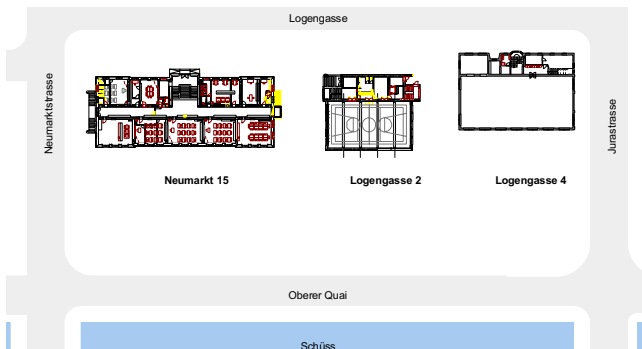 Logengasse
Neumarktstrasse
Jurastrasse
Neumarkt 15
Logengasse 2
Logengasse 4
Oberer Quai
Schüss